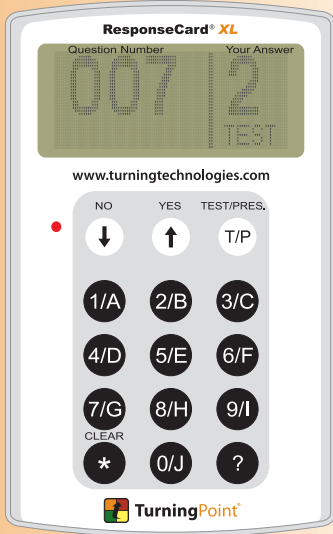 ResponseCard® XL
Question Number Your Answer
007 2
TEST
www.turningtechnologies.com
NO YES TEST/PRES.
↓ ↑ T/P
1/A 2/B 3/C
4/D 5/E 6/F
7/G 8/H 9/I
CLEAR
* 0/J ?
TurningPoint®